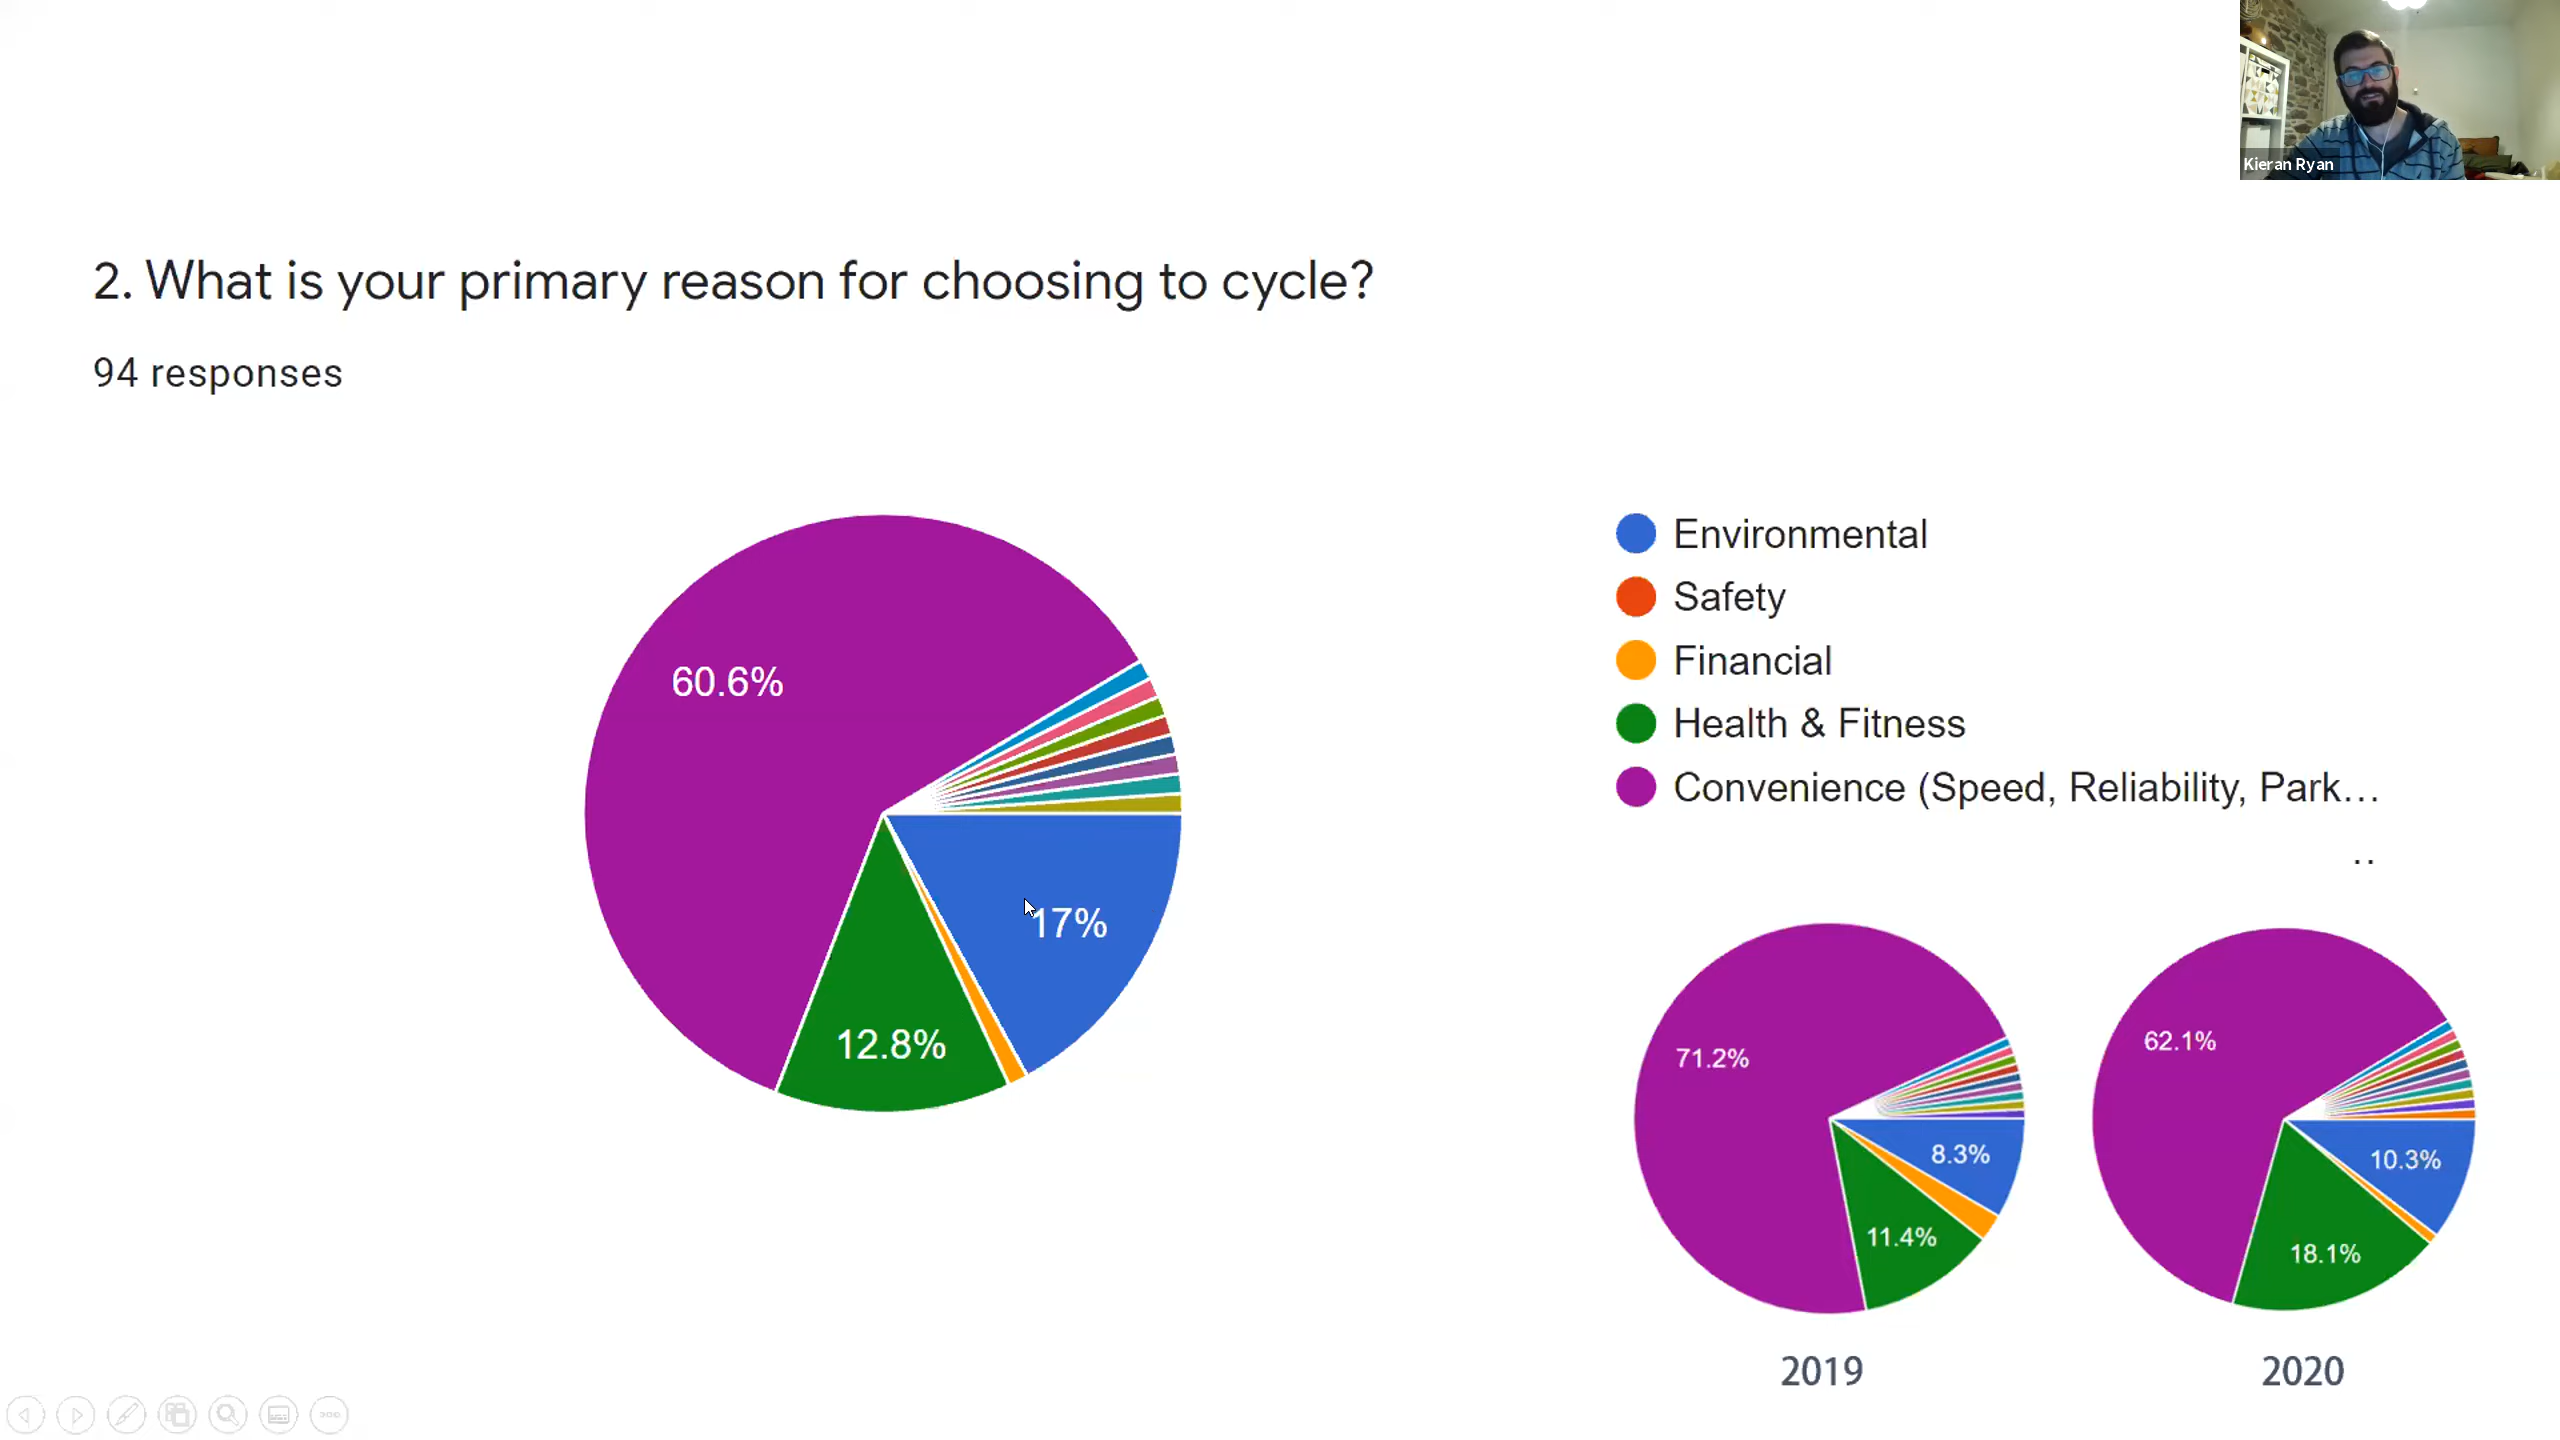 Kieran Ryan
2. What is your primary reason for choosing to cycle?
94 responses
60.6%
17%
12.8%
Environmental
Safety
Financial
Health & Fitness
Convenience (Speed, Reliability, Park…
..
71.2%
8.3%
11.4%
62.1%
10.3%
18.1%
2019
2020